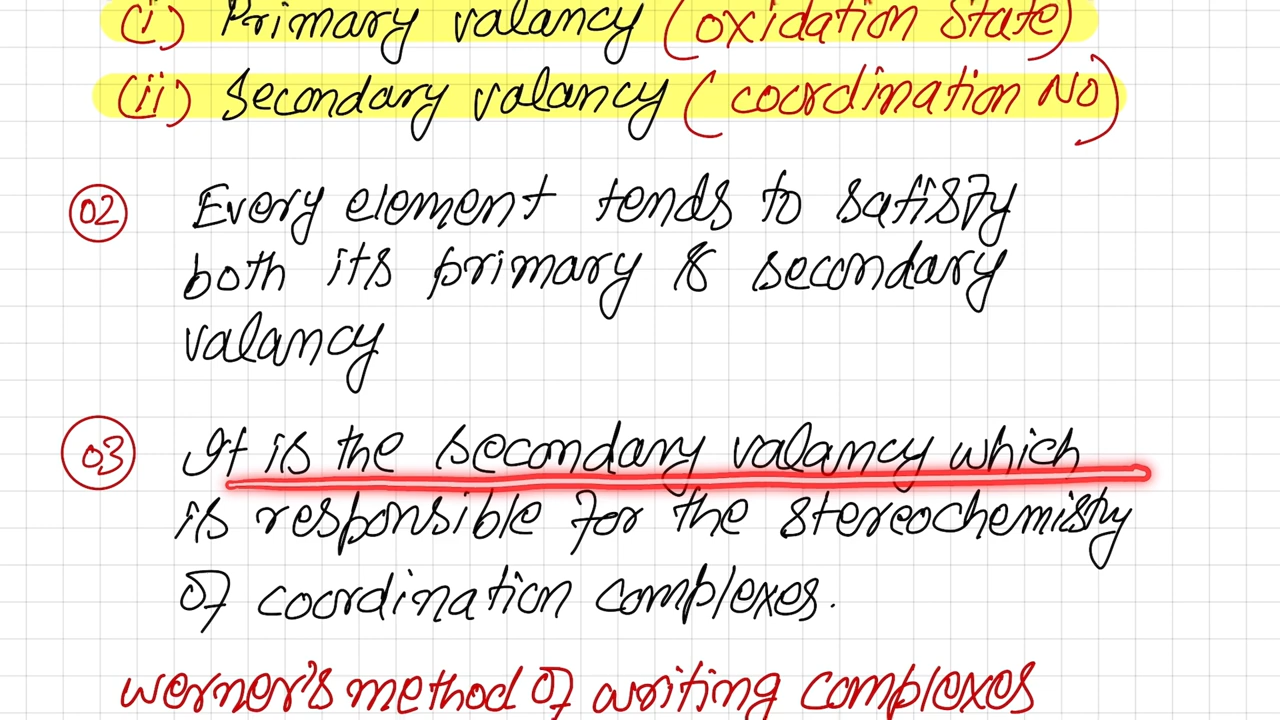 (i) Primary valancy (oxidation State)
(ii) Secondary valancy (coordination No)
02 Every element tends to satisfy
both its primary & secondary
valancy
03 It is the secondary valancy which
is responsible for the stereochemistry
of coordination complexes.
werner's method of writing complexes